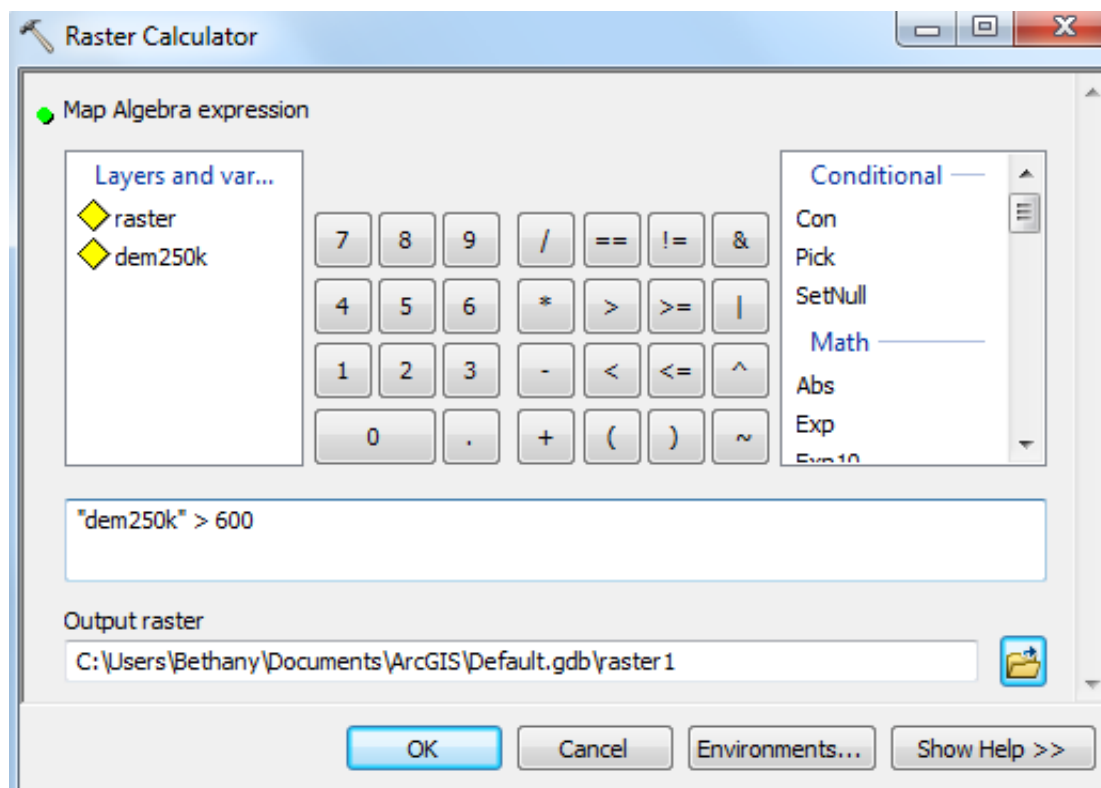 Raster Calculator
Map Algebra expression
Layers and var...
raster
dem250k
7 8 9 / == != &
4 5 6 * > >= |
1 2 3 - < <= ^
0 . + ( ) ~
Conditional
Con
Pick
SetNull
Math
Abs
Exp
Exp10
"dem250k" > 600
Output raster
C:\Users\Bethany\Documents\ArcGIS\Default.gdb\raster1
OK Cancel Environments... Show Help >>